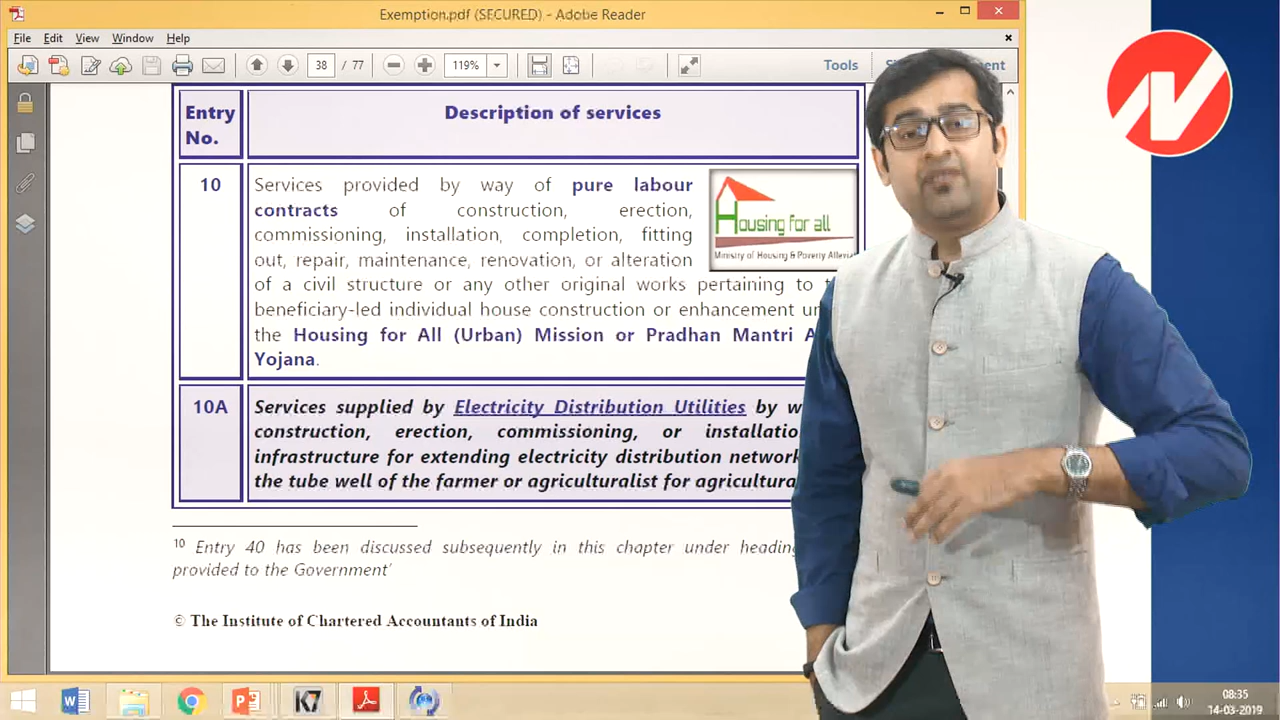 Exemption.pdf (SECURED) - Adobe Reader
File Edit View Window Help
38 / 77
119%
Tools
Entry
No.
Description of services
10
Services provided by way of pure labour
contracts of construction, erection,
commissioning, installation, completion, fitting
out, repair, maintenance, renovation, or alteration
of a civil structure or any other original works pertaining to
beneficiary-led individual house construction or enhancement
the Housing for All (Urban) Mission or Pradhan Mantri
Yojana.
Housing for all
Ministry of Housing & Poverty
10A
Services supplied by Electricity Distribution Utilities by
construction, erection, commissioning, or
infrastructure for extending electricity distribution network
the tube well of the farmer or agriculturalist for
10 Entry 40 has been discussed subsequently in this chapter under heading
provided to the Government'
© The Institute of Chartered Accountants of India
K7
08:35
14-03-2019